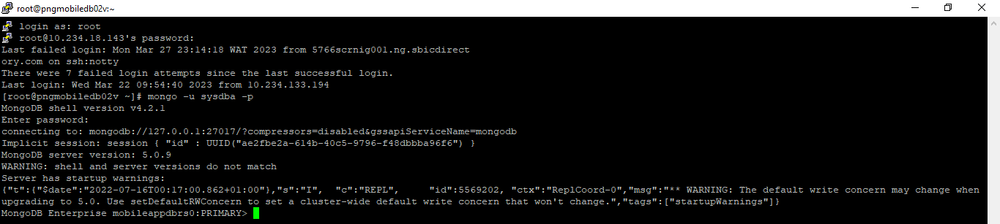 root@pngmobiledb02v:~
login as: root
root@10.234.18.143's password:
Last failed login: Mon Mar 27 23:14:18 WAT 2023 from 5766scrnig001.ng.sbicdirect
ory.com on ssh:notty
There were 7 failed login attempts since the last successful login.
Last login: Wed Mar 22 09:54:40 2023 from 10.234.133.194
[root@pngmobiledb02v ~]# mongo -u sysdba -p
MongoDB shell version v4.2.1
Enter password:
connecting to: mongodb://127.0.0.1:27017/?compressors=disabled&gssapiServiceName=mongodb
Implicit session: session { "id" : UUID("ae2fbe2a-614b-40c5-9796-f48dbbba96f6") }
MongoDB server version: 5.0.9
WARNING: shell and server versions do not match
Server has startup warnings:
{"t":{"$date":"2022-07-16T00:17:00.862+01:00"},"s":"I",  "c":"REPL",     "id":5569202, "ctx":"ReplCoord-0","msg":"** WARNING: The default write concern may change when
upgrading to 5.0. Use setDefaultRWConcern to set a cluster-wide default write concern that won't change.","tags":["startupWarnings"]}
MongoDB Enterprise mobileappdbrs0:PRIMARY>